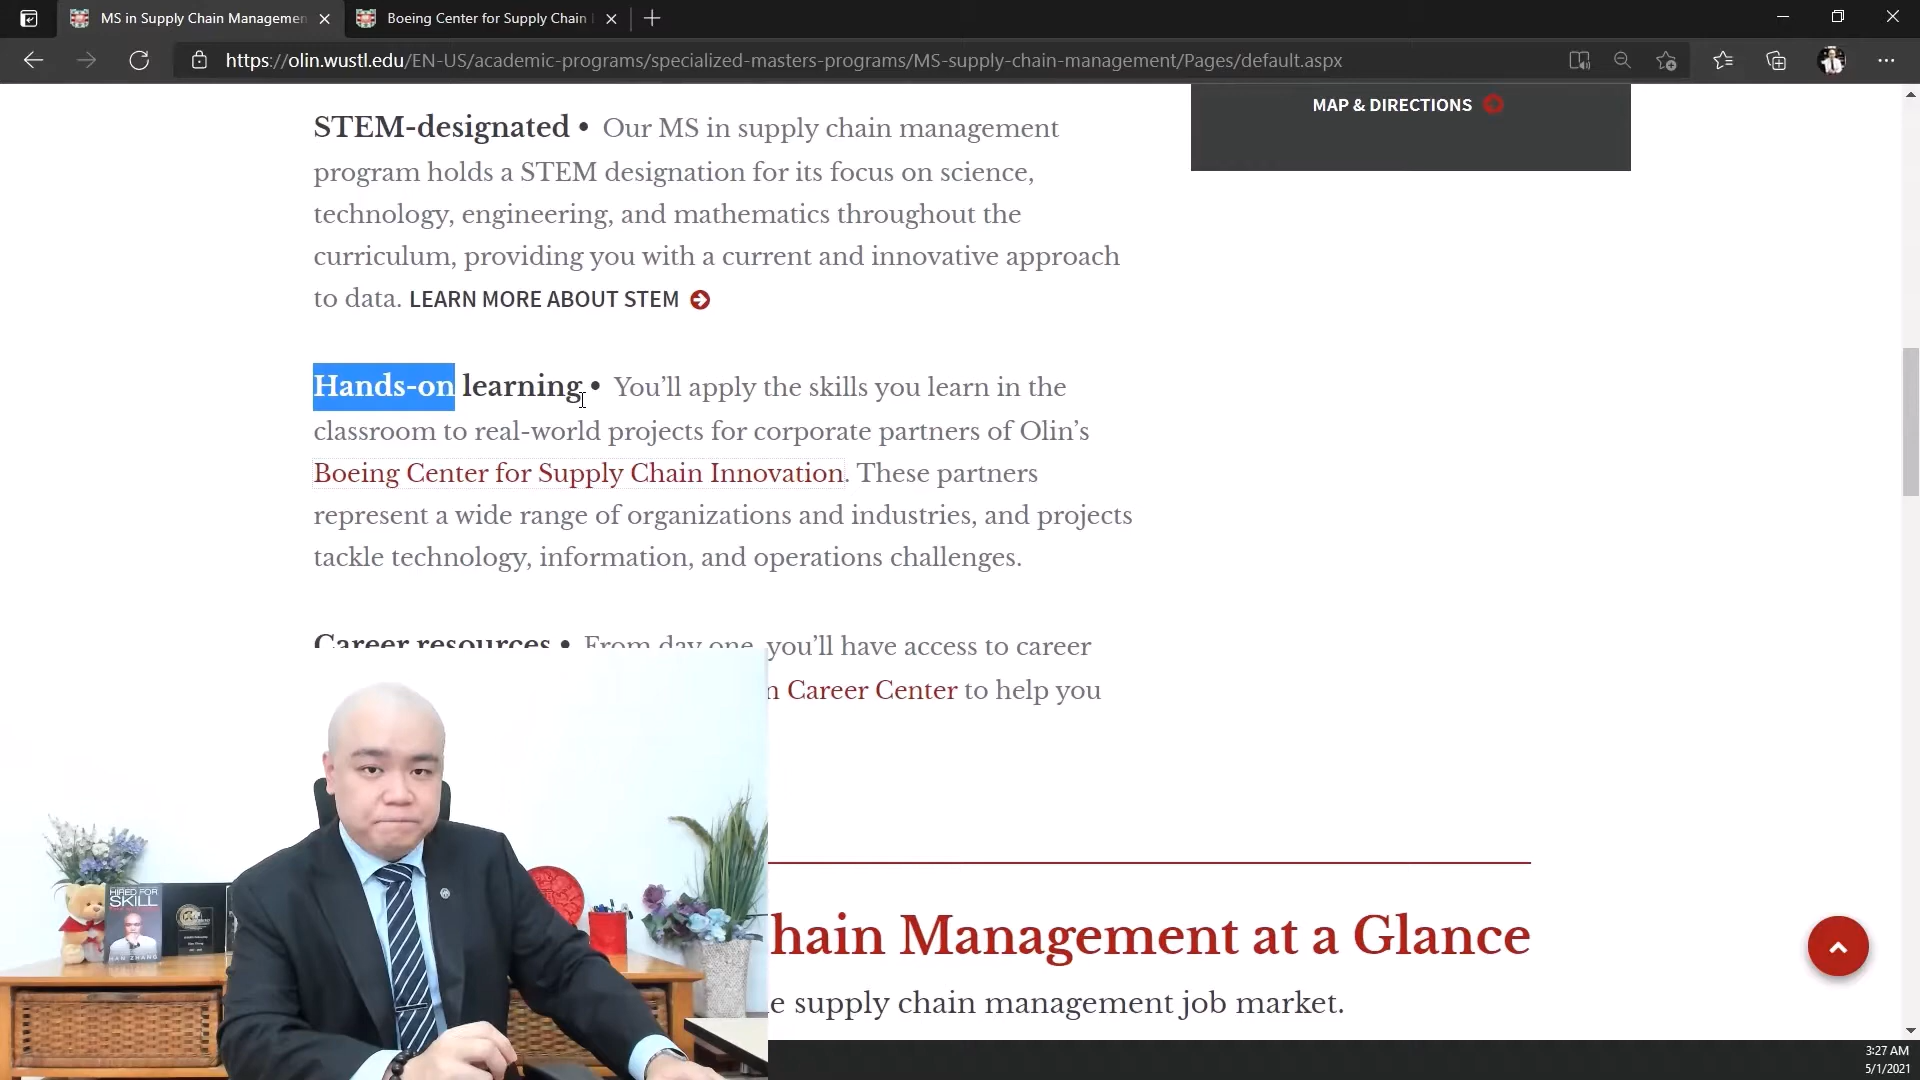 MS in Supply Chain Managemen
Boeing Center for Supply Chain
https://olin.wustl.edu/EN-US/academic-programs/specialized-masters-programs/MS-supply-chain-management/Pages/default.aspx
MAP & DIRECTIONS
STEM-designated • Our MS in supply chain management
program holds a STEM designation for its focus on science,
technology, engineering, and mathematics throughout the
curriculum, providing you with a current and innovative approach
to data. LEARN MORE ABOUT STEM
Hands-on learning • You’ll apply the skills you learn in the
classroom to real-world projects for corporate partners of Olin’s
Boeing Center for Supply Chain Innovation. These partners
represent a wide range of organizations and industries, and projects
tackle technology, information, and operations challenges.
Career resources • From day one, you’ll have access to career
n Career Center to help you
hain Management at a Glance
e supply chain management job market.
HIRED FOR
SKILL
HAN ZHANG
3:27 AM
5/1/2021